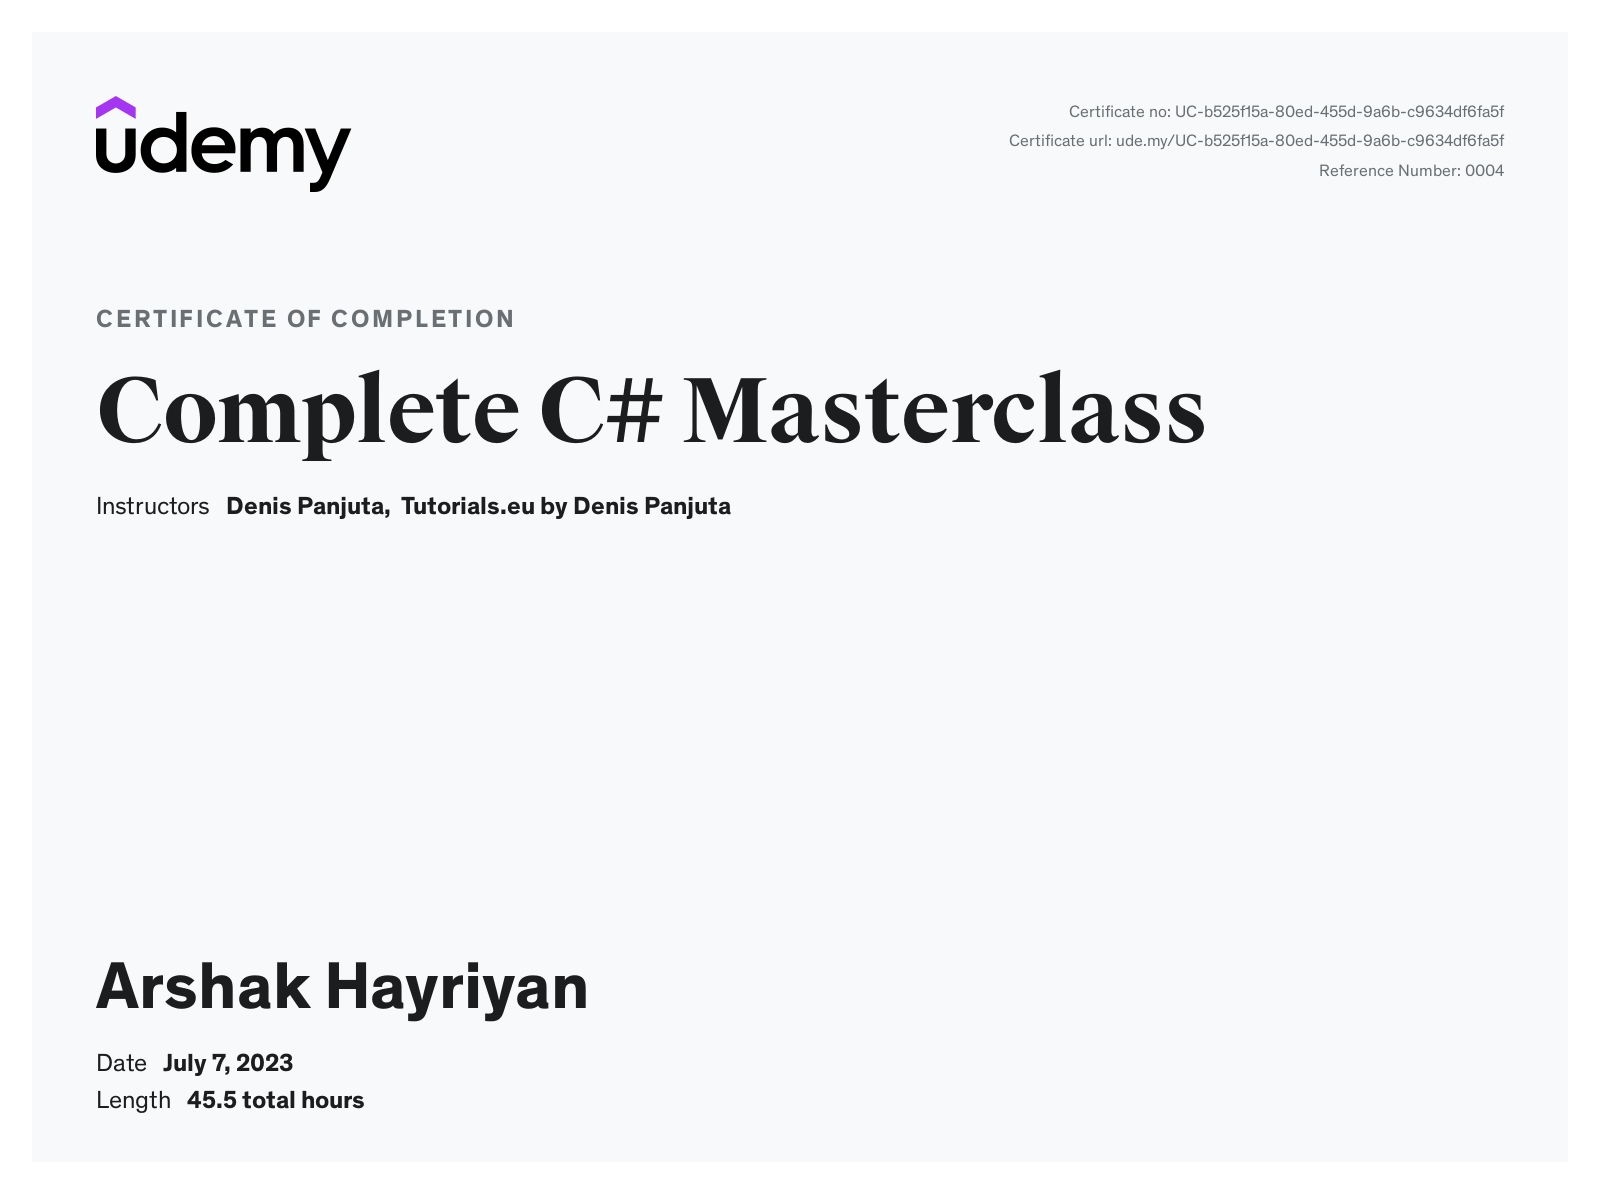 udemy
Certificate no: UC-b525f15a-80ed-455d-9a6b-c9634df6fa5f
Certificate url: ude.my/UC-b525f15a-80ed-455d-9a6b-c9634df6fa5f
Reference Number: 0004
CERTIFICATE OF COMPLETION
Complete C# Masterclass
Instructors Denis Panjuta, Tutorials.eu by Denis Panjuta
Arshak Hayriyan
Date July 7, 2023
Length 45.5 total hours